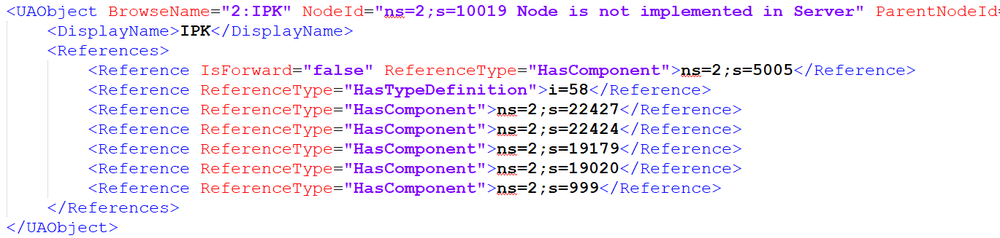 <UAObject BrowseName="2:IPK" NodeId="ns=2;s=10019 Node is not implemented in Server" ParentNodeId=
<DisplayName>IPK</DisplayName>
<References>
<Reference IsForward="false" ReferenceType="HasComponent">ns=2;s=5005</Reference>
<Reference ReferenceType="HasTypeDefinition">i=58</Reference>
<Reference ReferenceType="HasComponent">ns=2;s=22427</Reference>
<Reference ReferenceType="HasComponent">ns=2;s=22424</Reference>
<Reference ReferenceType="HasComponent">ns=2;s=19179</Reference>
<Reference ReferenceType="HasComponent">ns=2;s=19020</Reference>
<Reference ReferenceType="HasComponent">ns=2;s=999</Reference>
</References>
</UAObject>